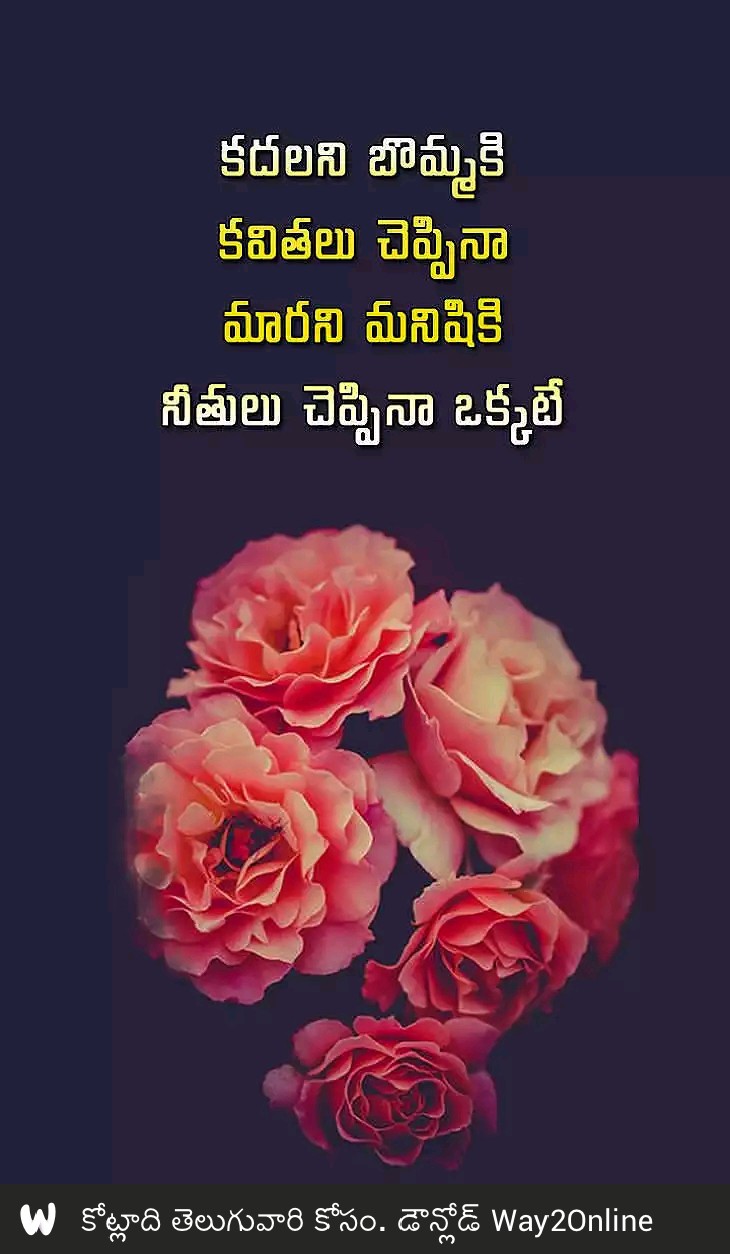 కదలని బొమ్మకి
కవితలు చెప్పినా
మారని మనిషికి
నీతులు చెప్పినా ఒక్కటే
కోట్లాది తెలుగువారి కోసం. డౌన్లోడ్ Way2Online